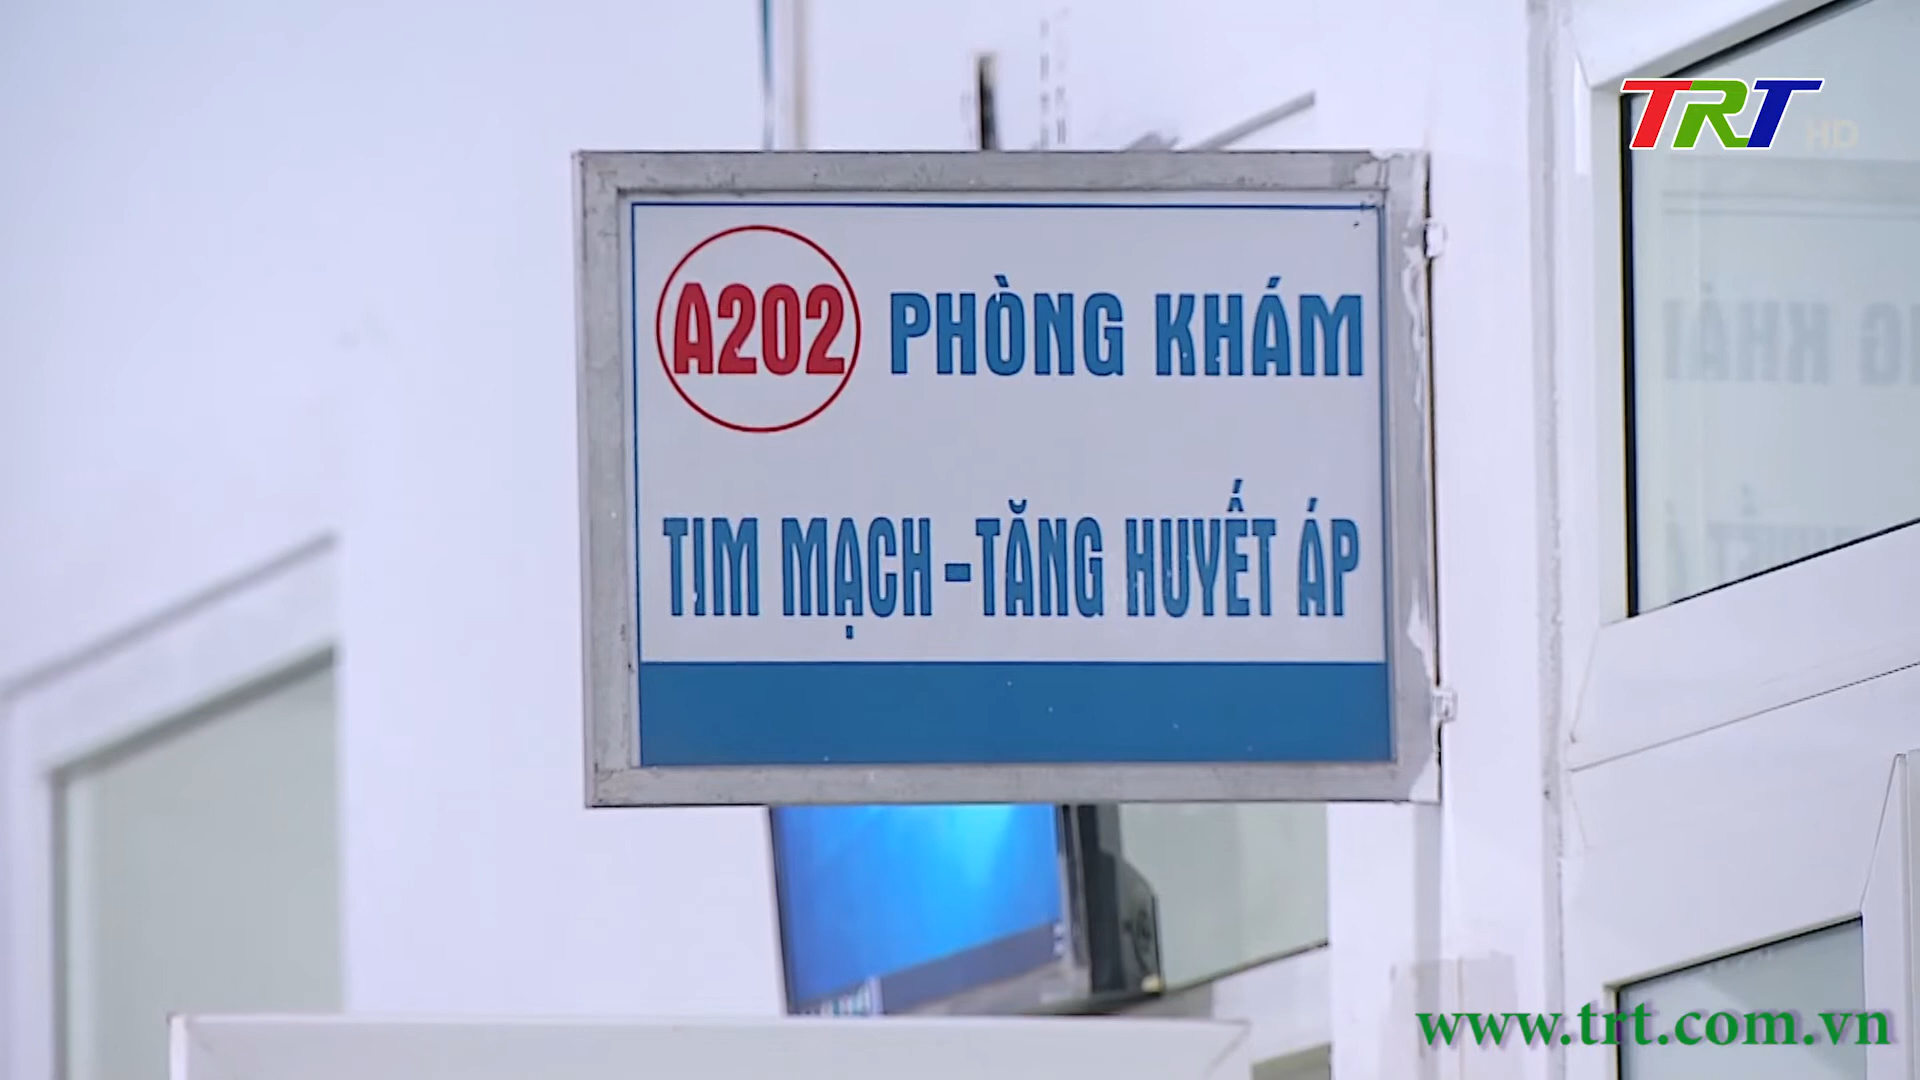 TRT HD
A202 PHÒNG KHÁM
TIM MẠCH - TĂNG HUYẾT ÁP
www.trt.com.vn